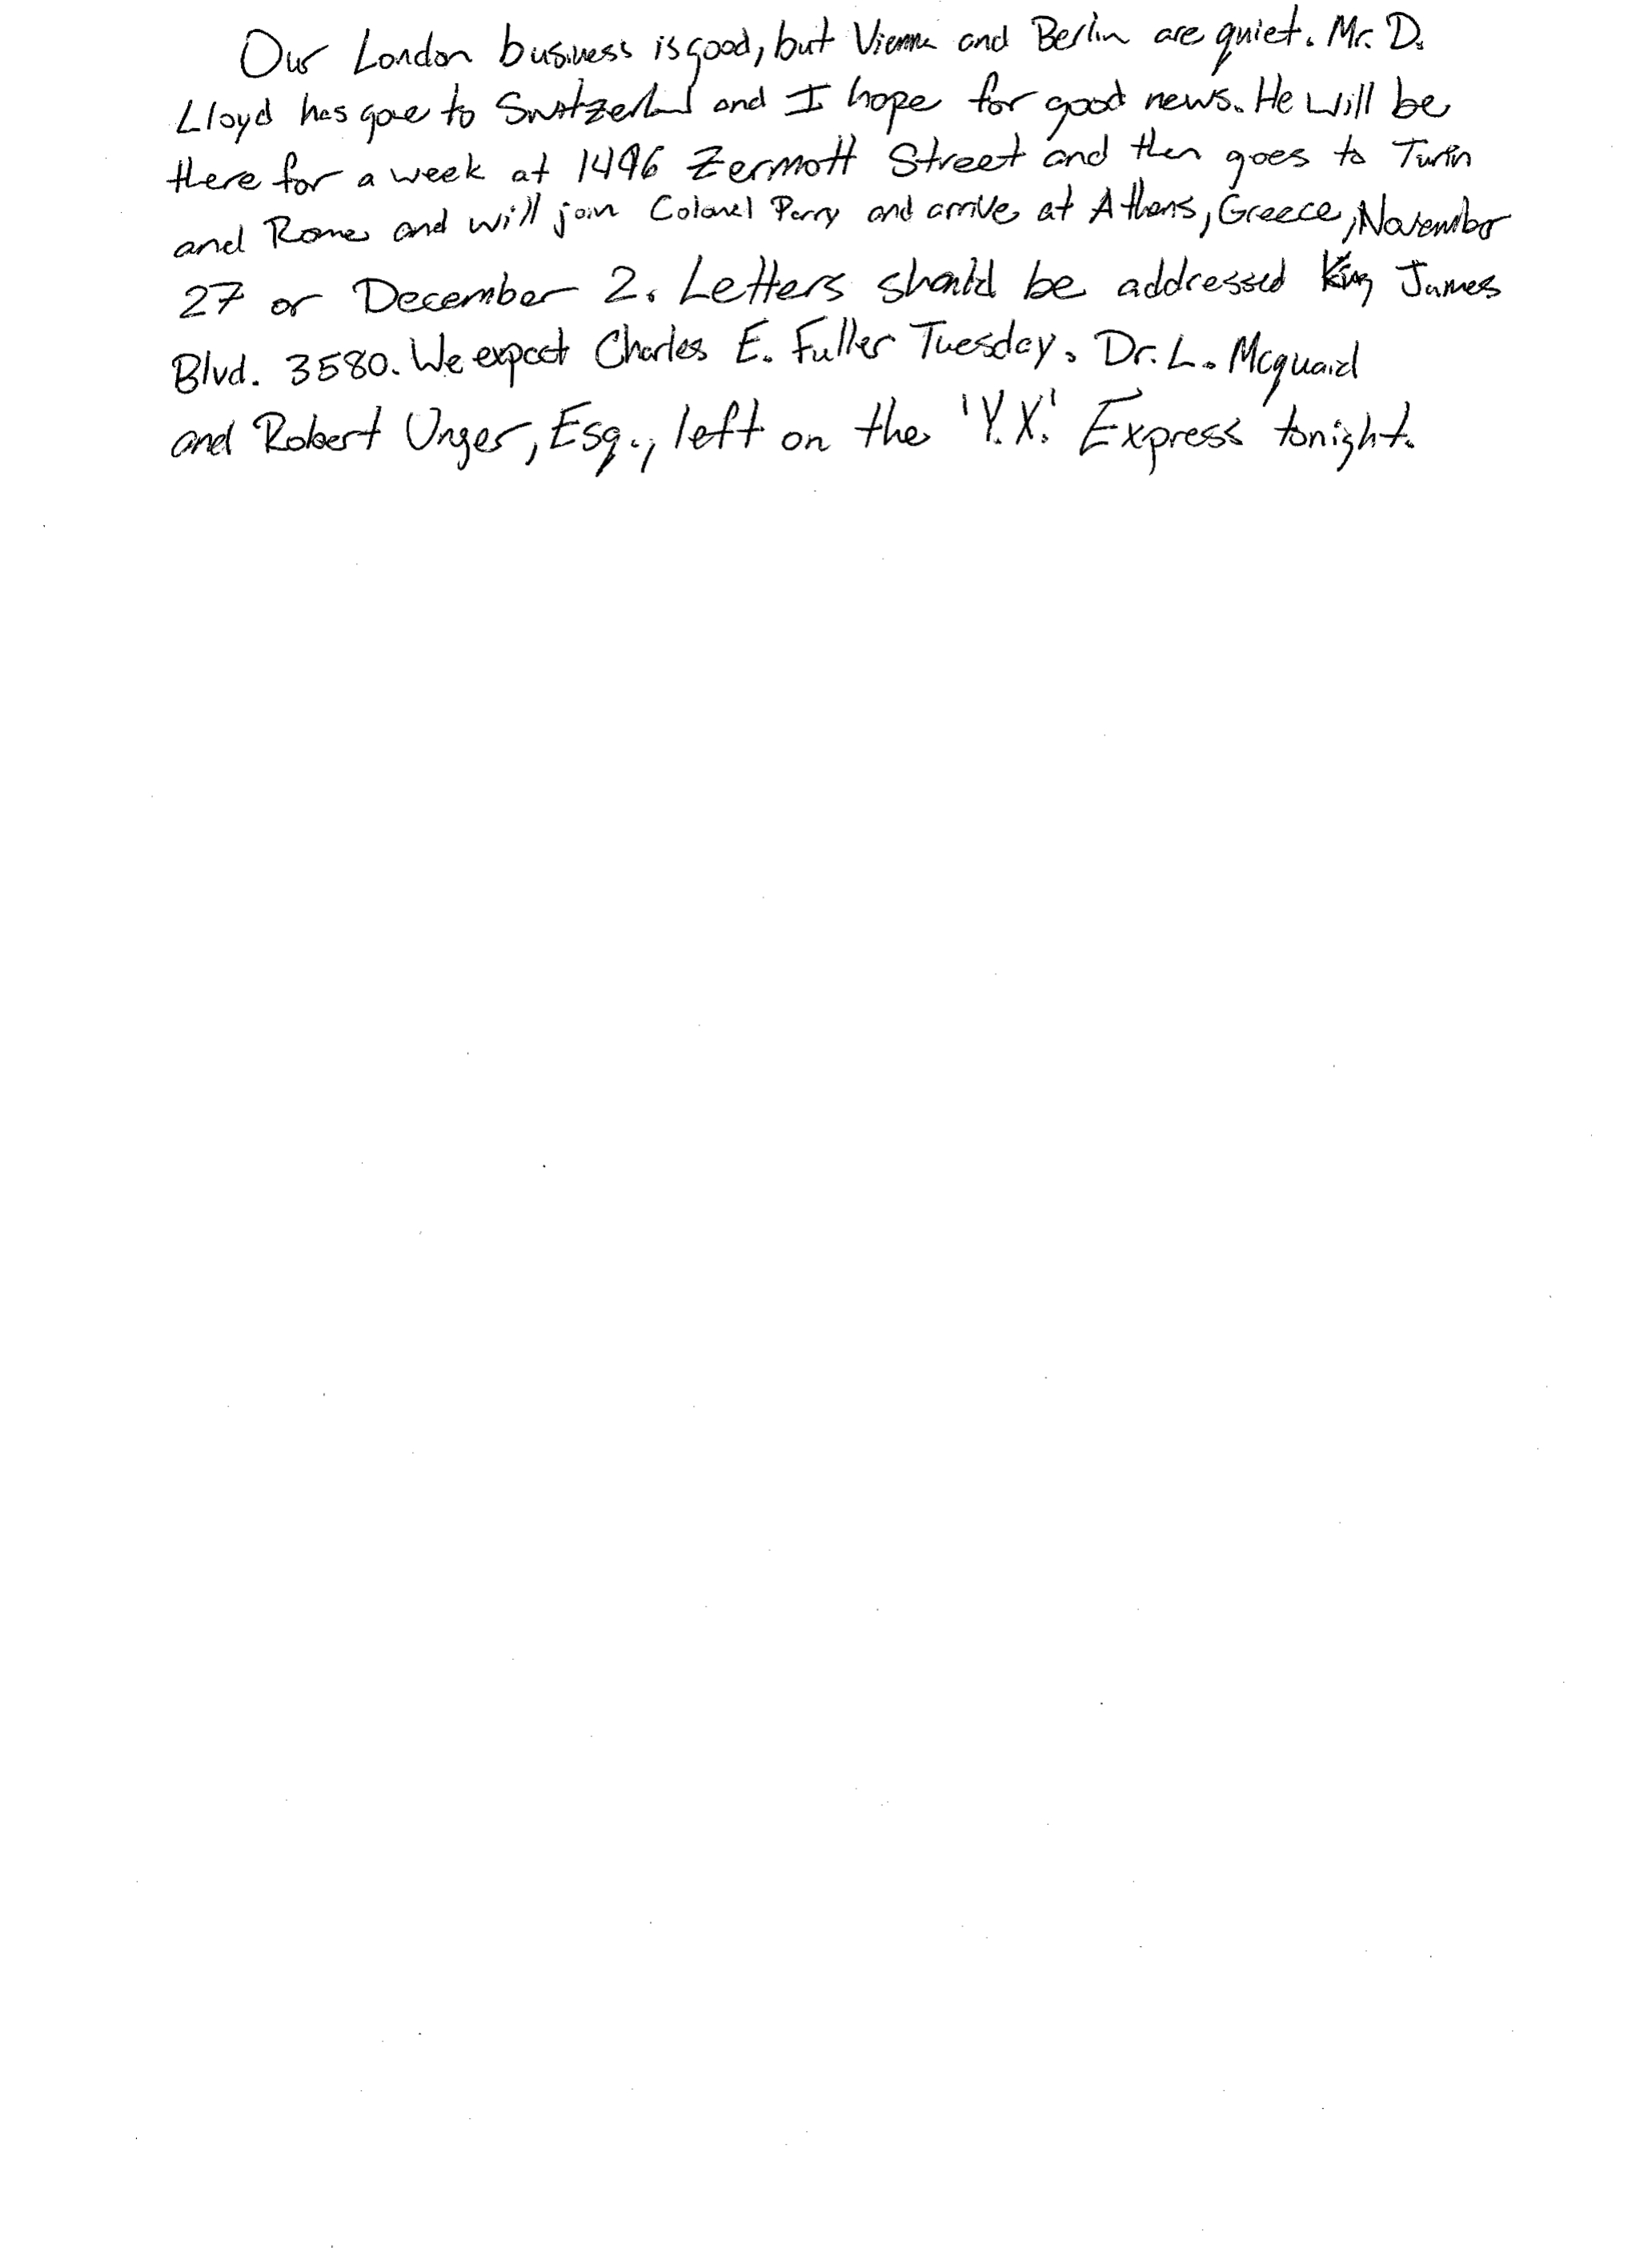 Our London business is good, but Vienna and Berlin are quiet. Mr. D.
Lloyd has gone to Switzerland and I hope for good news. He will be
there for a week at 1496 Zermott Street and then goes to Turin
and Rome and will join Colonel Parry and arrive at Athens, Greece, November
27 or December 2. Letters should be addressed King James
Blvd. 3580. We expect Charles E. Fuller Tuesday. Dr. L. Mcquaid
and Robert Unger, Esq., left on the 'Y.X.' Express tonight.